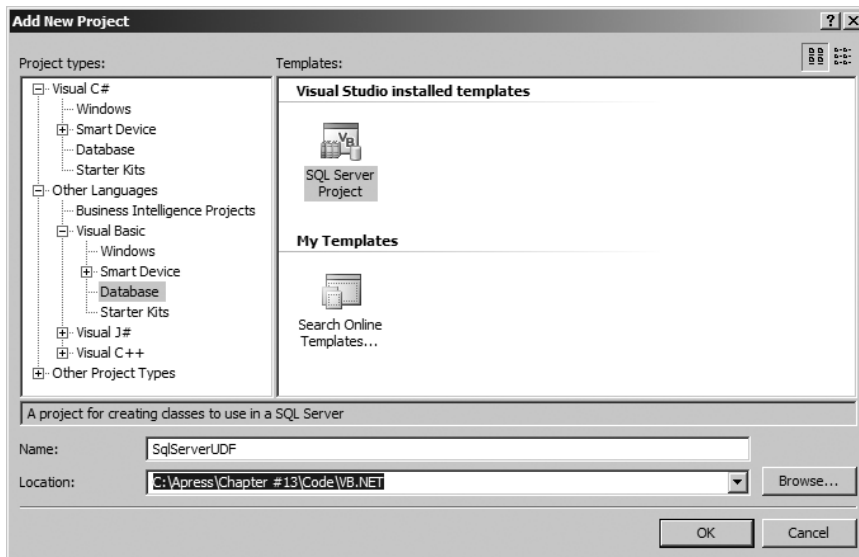 Add New Project
Project types:
Templates:
Visual C#
Windows
Smart Device
Database
Starter Kits
Other Languages
Business Intelligence Projects
Visual Basic
Windows
Smart Device
Database
Starter Kits
Visual J#
Visual C++
Other Project Types
Visual Studio installed templates
VB
SQL Server
Project
My Templates
Search Online
Templates...
A project for creating classes to use in a SQL Server
Name:
SqlServerUDF
Location:
C:\Apress\Chapter #13\Code\VB.NET
Browse...
OK
Cancel